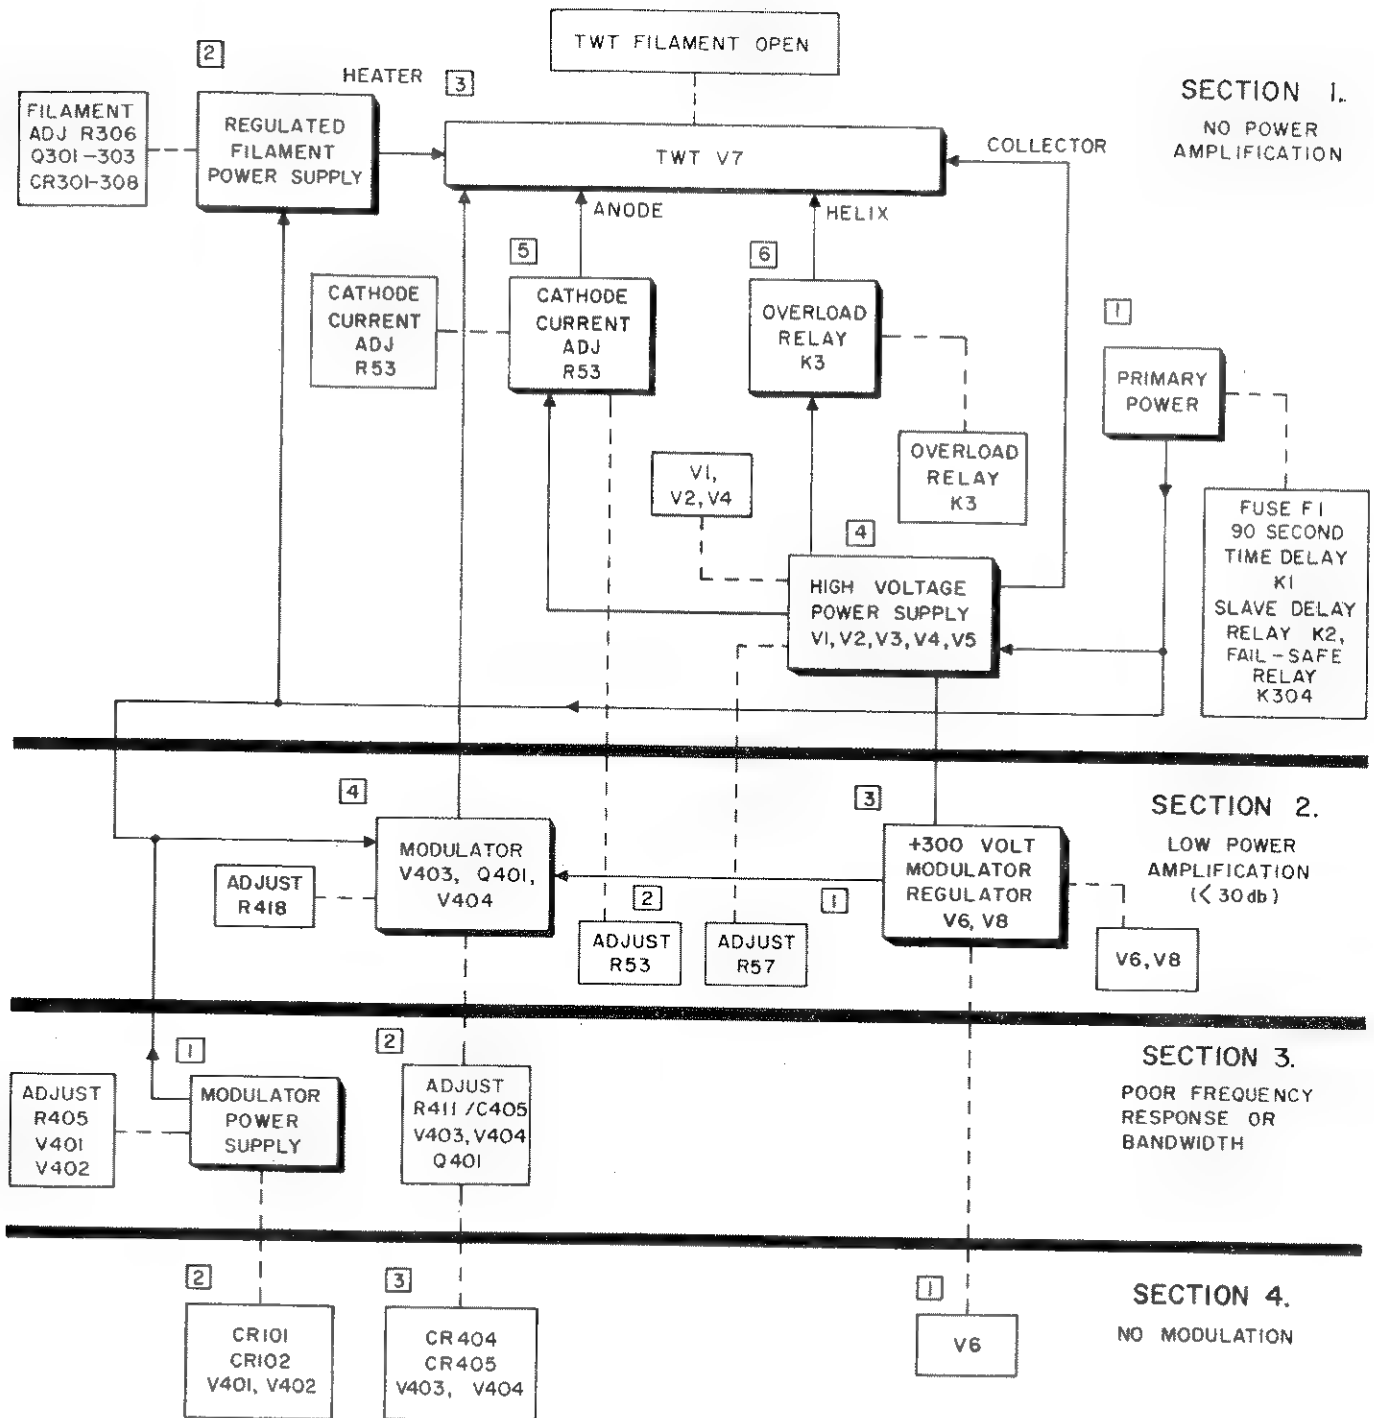 TWT FILAMENT OPEN
2
HEATER
3
SECTION 1.
NO POWER
AMPLIFICATION
FILAMENT
ADJ R306
Q301-303
CR301-308
REGULATED
FILAMENT
POWER SUPPLY
TWT V7
COLLECTOR
ANODE
HELIX
5
6
1
CATHODE
CURRENT
ADJ
R53
CATHODE
CURRENT
ADJ
R53
OVERLOAD
RELAY
K3
PRIMARY
POWER
V1,
V2, V4
OVERLOAD
RELAY
K3
FUSE F1
90 SECOND
TIME DELAY
K1
SLAVE DELAY
RELAY K2,
FAIL-SAFE
RELAY
K304
4
HIGH VOLTAGE
POWER SUPPLY
V1, V2, V3, V4, V5
4
3
SECTION 2.
LOW POWER
AMPLIFICATION
(< 30 db)
MODULATOR
V403, Q401,
V404
+300 VOLT
MODULATOR
REGULATOR
V6, V8
ADJUST
R418
2
1
ADJUST
R53
ADJUST
R57
V6, V8
1
2
SECTION 3.
POOR FREQUENCY
RESPONSE OR
BANDWIDTH
ADJUST
R405
V401
V402
MODULATOR
POWER
SUPPLY
ADJUST
R411 / C405
V403, V404
Q401
2
3
1
SECTION 4.
NO MODULATION
CR101
CR102
V401, V402
CR404
CR405
V403, V404
V6